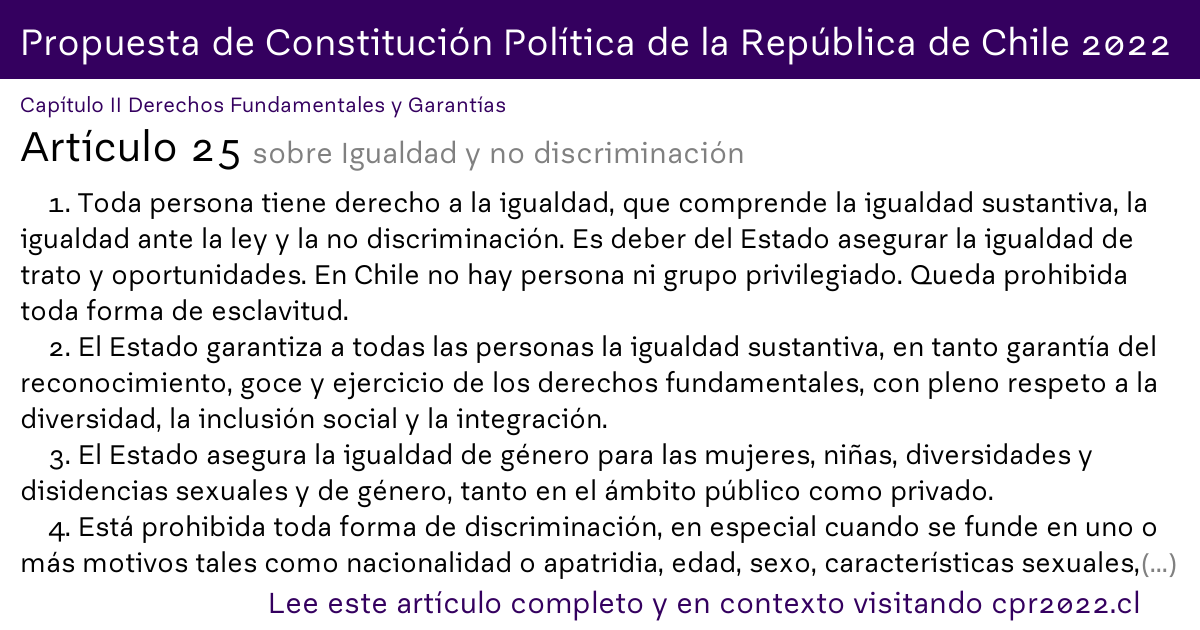 Propuesta de Constitución Política de la República de Chile 2022
Capítulo II Derechos Fundamentales y Garantías
Artículo 25 sobre Igualdad y no discriminación
1. Toda persona tiene derecho a la igualdad, que comprende la igualdad sustantiva, la
igualdad ante la ley y la no discriminación. Es deber del Estado asegurar la igualdad de
trato y oportunidades. En Chile no hay persona ni grupo privilegiado. Queda prohibida
toda forma de esclavitud.
2. El Estado garantiza a todas las personas la igualdad sustantiva, en tanto garantía del
reconocimiento, goce y ejercicio de los derechos fundamentales, con pleno respeto a la
diversidad, la inclusión social y la integración.
3. El Estado asegura la igualdad de género para las mujeres, niñas, diversidades y
disidencias sexuales y de género, tanto en el ámbito público como privado.
4. Está prohibida toda forma de discriminación, en especial cuando se funde en uno o
más motivos tales como nacionalidad o apatridia, edad, sexo, características sexuales,(...)
Lee este artículo completo y en contexto visitando cpr2022.cl